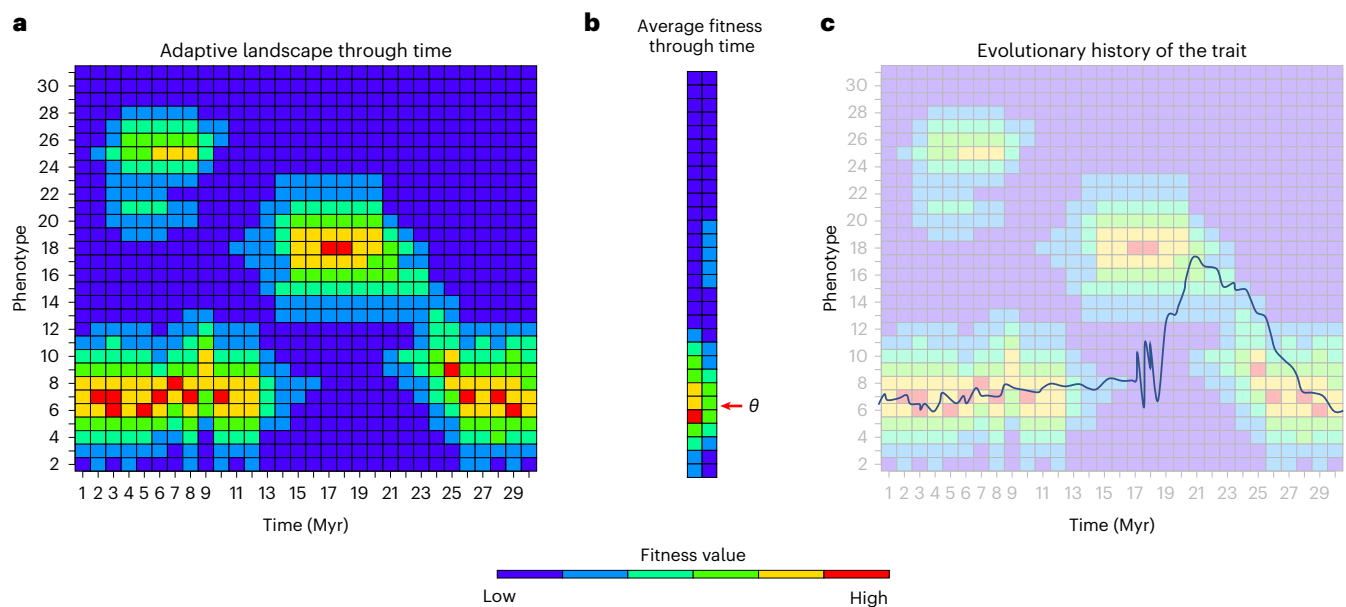 a
Adaptive landscape through time
Phenotype
30
28
26
24
22
20
18
16
14
12
10
8
6
4
2
1 2 3 4 5 6 7 8 9 11 13 15 17 19 21 23 25 27 29
Time (Myr)
b
Average fitness
through time
θ
c
Evolutionary history of the trait
Phenotype
30
28
26
24
22
20
18
16
14
12
10
8
6
4
2
1 2 3 4 5 6 7 8 9 11 13 15 17 19 21 23 25 27 29
Time (Myr)
Fitness value
Low High